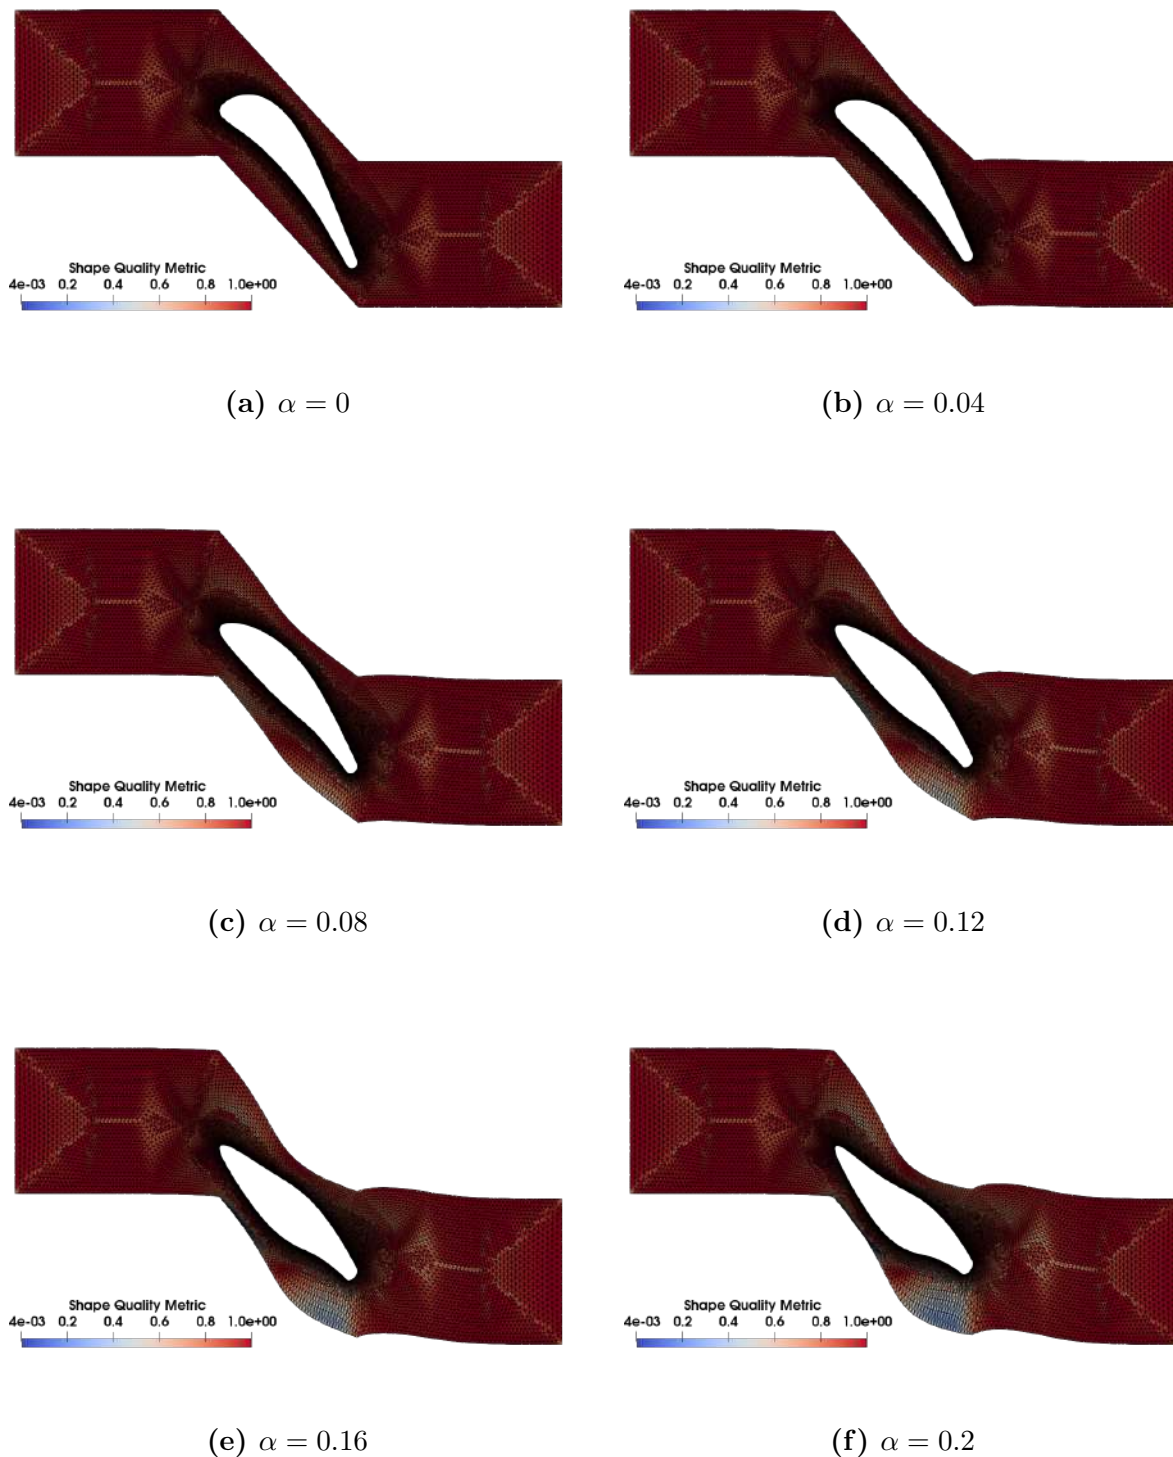 Shape Quality Metric Shape Quality Metric
4e-03 0.2 0.4 0.6 0.8 1.0e+00 4e-03 0.2 0.4 0.6 0.8 1.0e+00
(a) α = 0 (b) α = 0.04
Shape Quality Metric Shape Quality Metric
4e-03 0.2 0.4 0.6 0.8 1.0e+00 4e-03 0.2 0.4 0.6 0.8 1.0e+00
(c) α = 0.08 (d) α = 0.12
Shape Quality Metric Shape Quality Metric
4e-03 0.2 0.4 0.6 0.8 1.0e+00 4e-03 0.2 0.4 0.6 0.8 1.0e+00
(e) α = 0.16 (f) α = 0.2